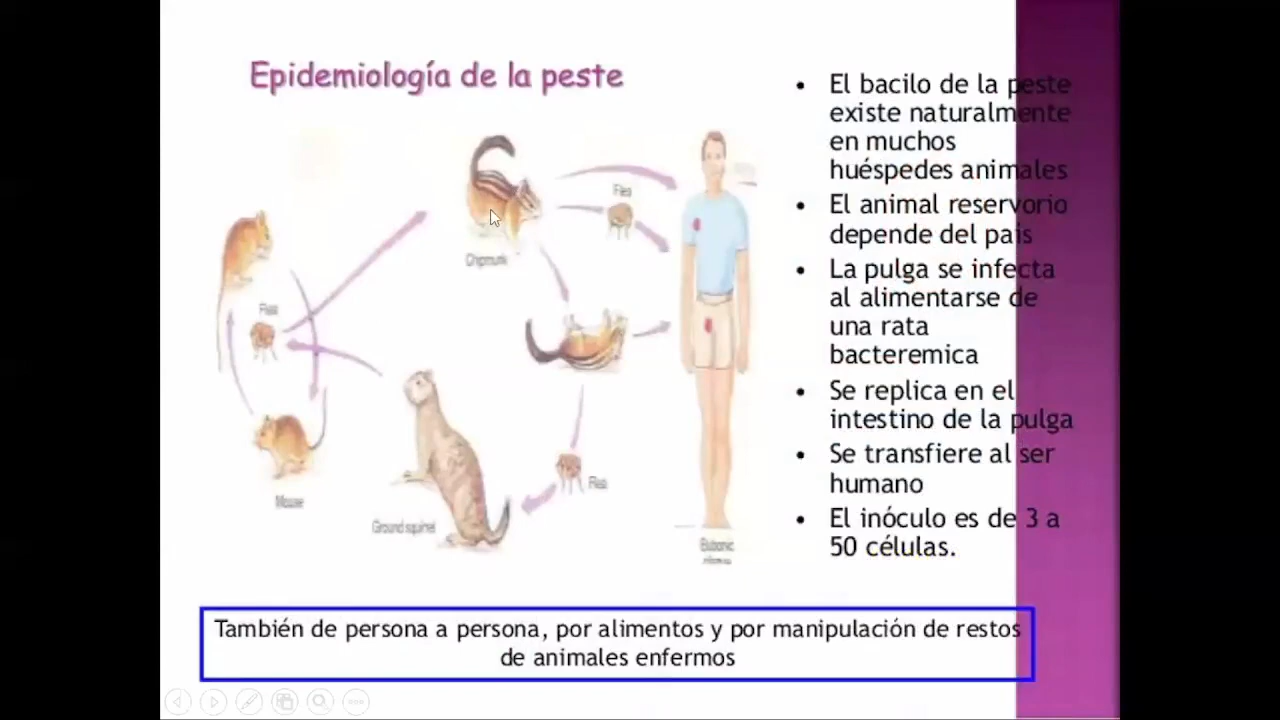 Epidemiología de la peste
El bacilo de la peste
existe naturalmente
en muchos
huéspedes animales
El animal reservorio
depende del pais
La pulga se infecta
al alimentarse de
una rata
bacteremica
Se replica en el
intestino de la pulga
Se transfiere al ser
humano
El inóculo es de 3 a
50 células.
Flea
Chipmunk
Fleas
Flea
Mouse
Ground squirrel
Bubonic
También de persona a persona, por alimentos y por manipulación de restos
de animales enfermos